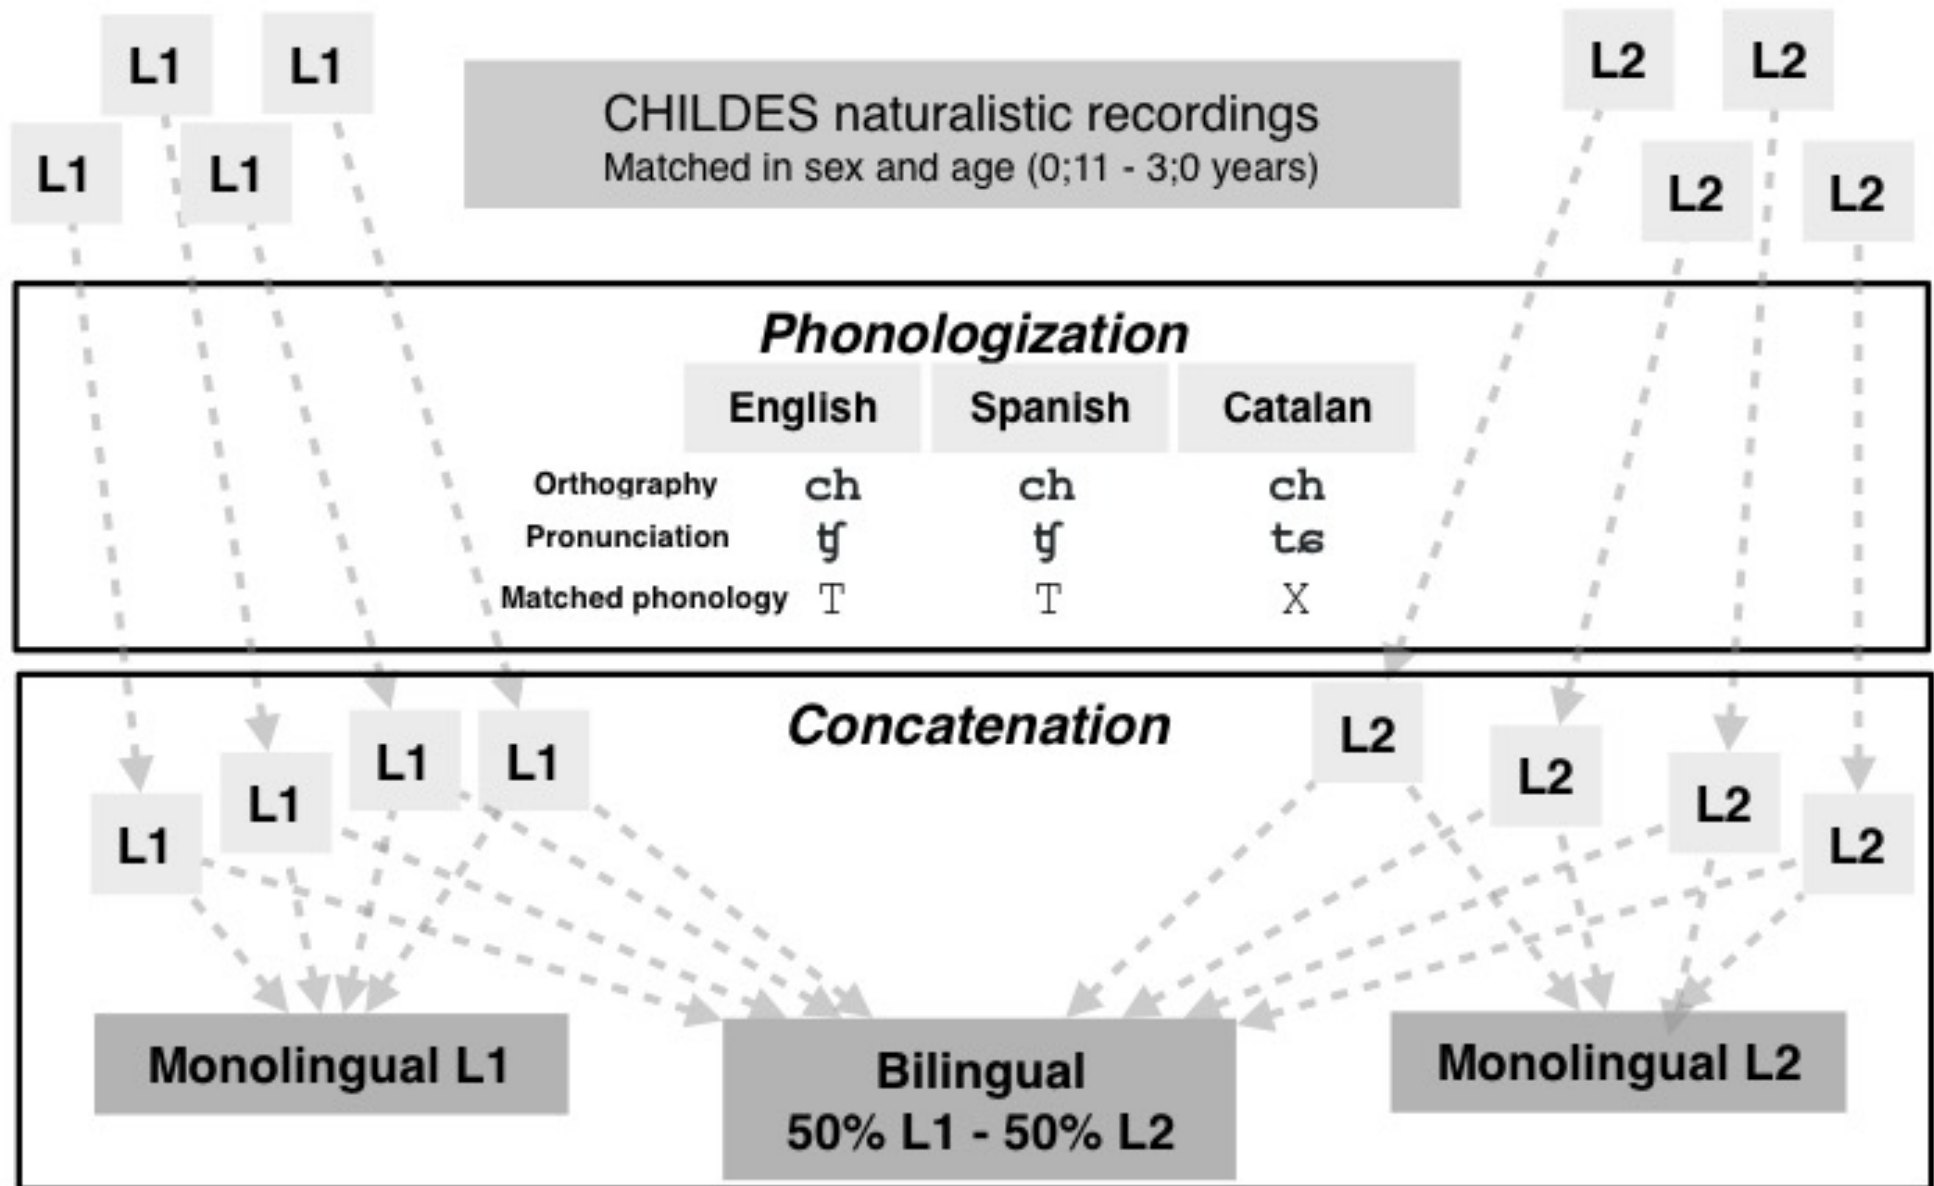 L1 L1 L2 L2
CHILDES naturalistic recordings
Matched in sex and age (0;11 - 3;0 years)
L1 L1 L2 L2
Phonologization
English Spanish Catalan
Orthography ch ch ch
Pronunciation ʧ ʧ tɕ
Matched phonology T T X
Concatenation
L1 L1 L1 L1 L2 L2 L2 L2
Monolingual L1
Bilingual
50% L1 - 50% L2
Monolingual L2